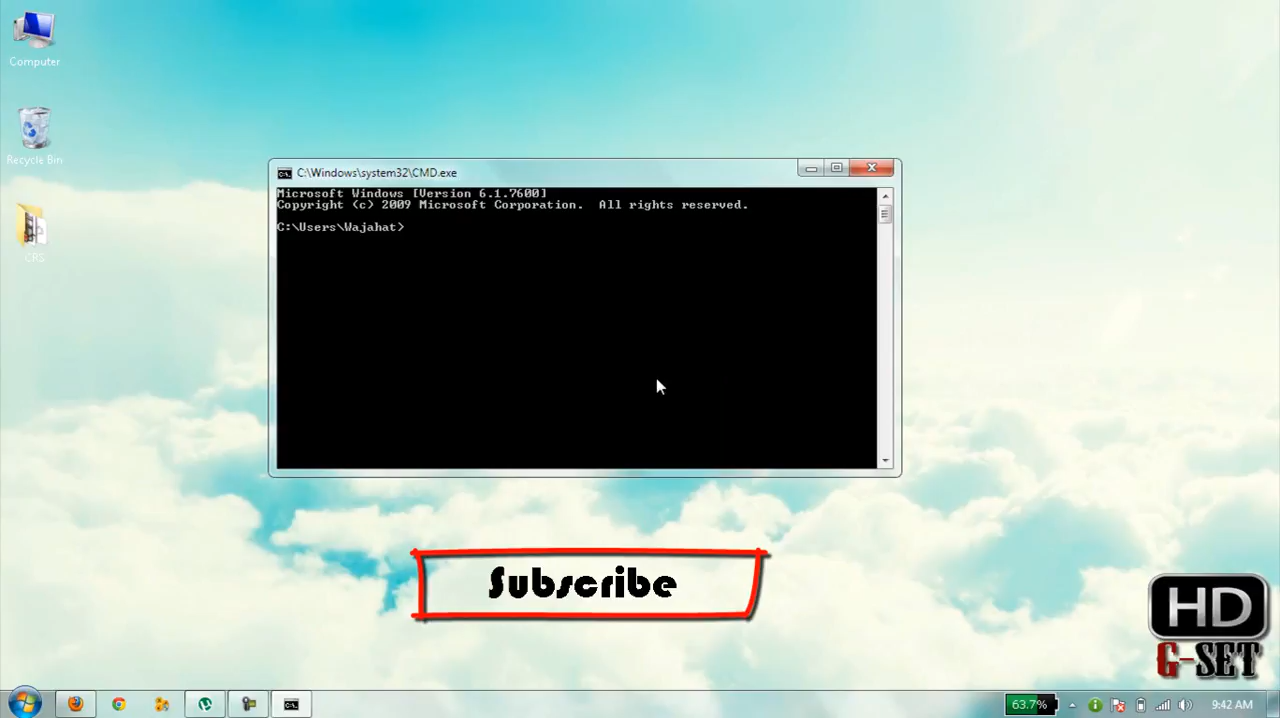 Computer
Recycle Bin
CRS
C:\Windows\system32\CMD.exe
Microsoft Windows [Version 6.1.7600]
Copyright (c) 2009 Microsoft Corporation.  All rights reserved.
C:\Users\Wajahat>
Subscribe
HD
G-SET
63.7%
9:42 AM